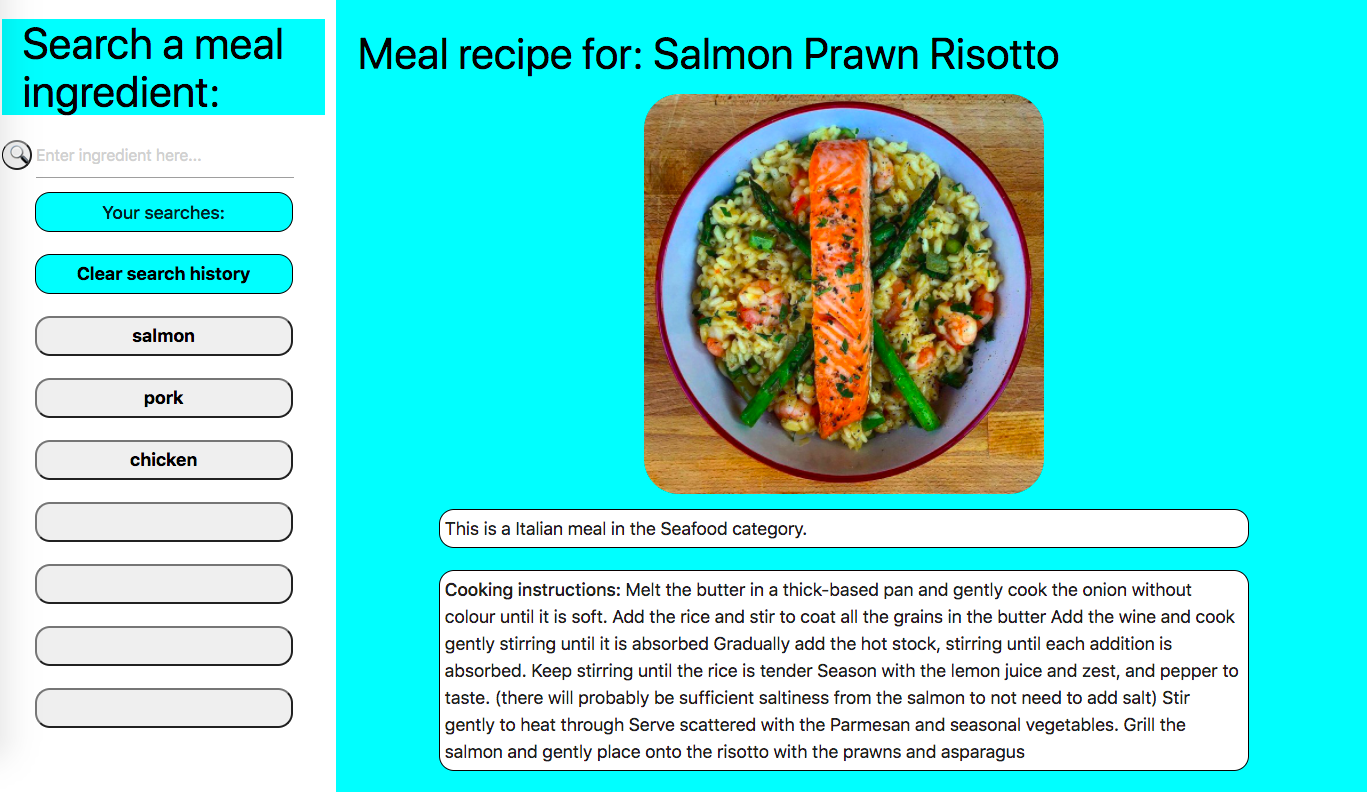 Search a meal
ingredient:
Enter ingredient here...
Your searches:
Clear search history
salmon
pork
chicken
Meal recipe for: Salmon Prawn Risotto
This is a Italian meal in the Seafood category.
Cooking instructions: Melt the butter in a thick-based pan and gently cook the onion without
colour until it is soft. Add the rice and stir to coat all the grains in the butter Add the wine and cook
gently stirring until it is absorbed Gradually add the hot stock, stirring until each addition is
absorbed. Keep stirring until the rice is tender Season with the lemon juice and zest, and pepper to
taste. (there will probably be sufficient saltiness from the salmon to not need to add salt) Stir
gently to heat through Serve scattered with the Parmesan and seasonal vegetables. Grill the
salmon and gently place onto the risotto with the prawns and asparagus